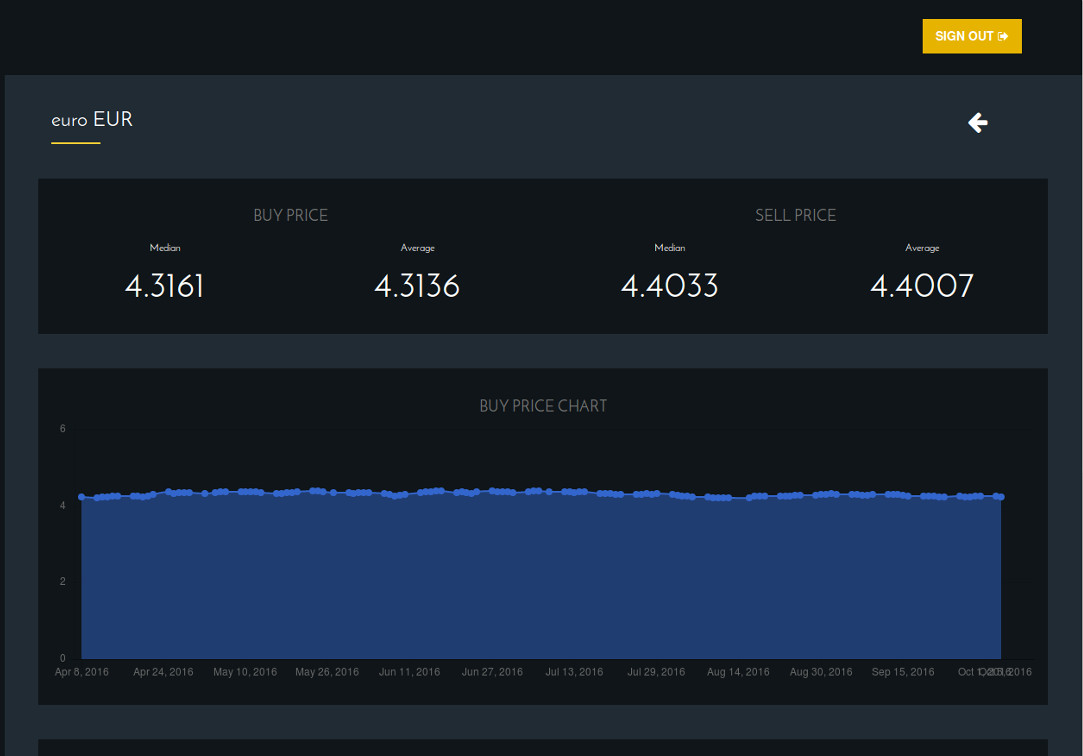 SIGN OUT
euro EUR
BUY PRICE
SELL PRICE
Median
Average
Median
Average
4.3161
4.3136
4.4033
4.4007
BUY PRICE CHART
6
4
2
0
Apr 8, 2016
Apr 24, 2016
May 10, 2016
May 26, 2016
Jun 11, 2016
Jun 27, 2016
Jul 13, 2016
Jul 29, 2016
Aug 14, 2016
Aug 30, 2016
Sep 15, 2016
Oct 1, 2016